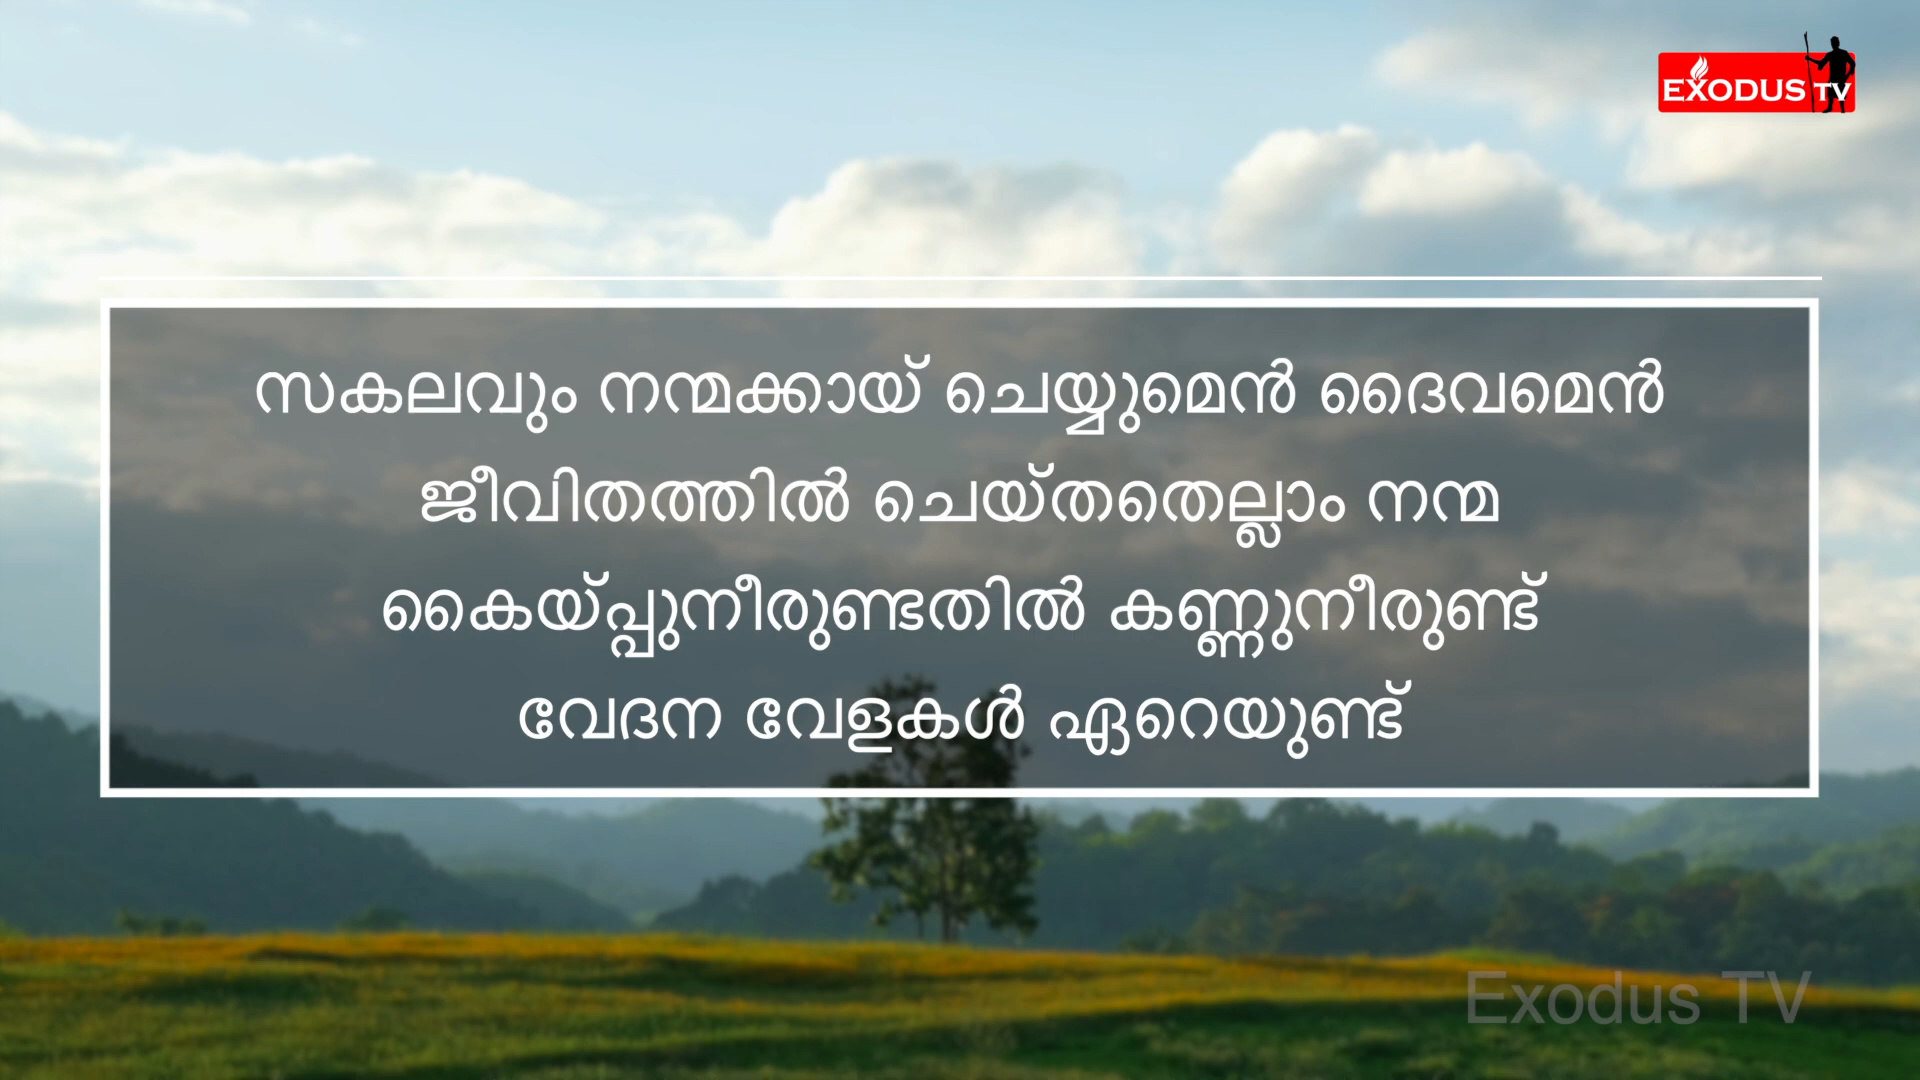 EXODUS TV
സകലവും നന്മക്കായ് ചെയ്യുമെൻ ദൈവമെൻ
ജീവിതത്തിൽ ചെയ്തതെല്ലാം നന്മ
കൈയ്പ്പുനീരുണ്ടതിൽ കണ്ണുനീരുണ്ട്
വേദന വേളകൾ ഏറെയുണ്ട്
Exodus TV